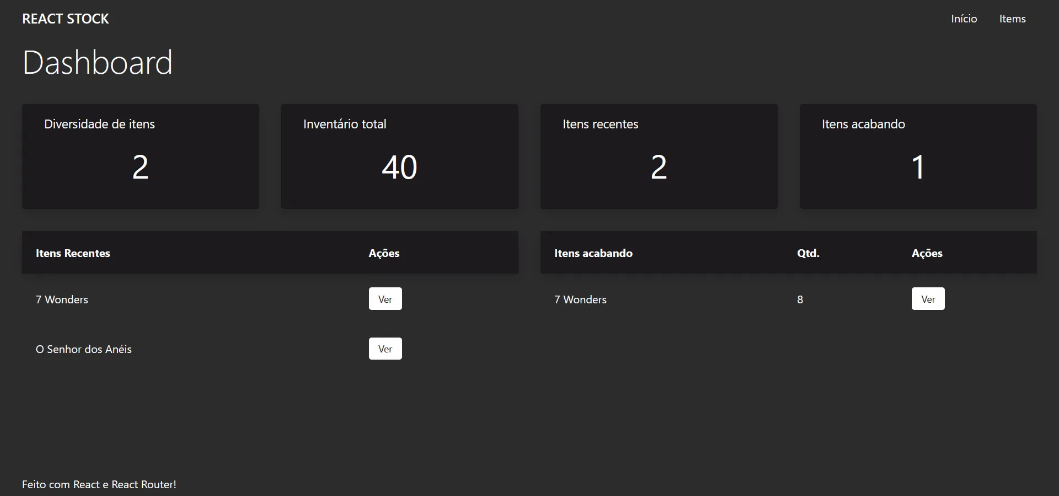 REACT STOCK Início Items
Dashboard
Diversidade de itens
2
Inventário total
40
Itens recentes
2
Itens acabando
1
Itens Recentes Ações
7 Wonders Ver
O Senhor dos Anéis Ver
Itens acabando Qtd. Ações
7 Wonders 8 Ver
Feito com React e React Router!